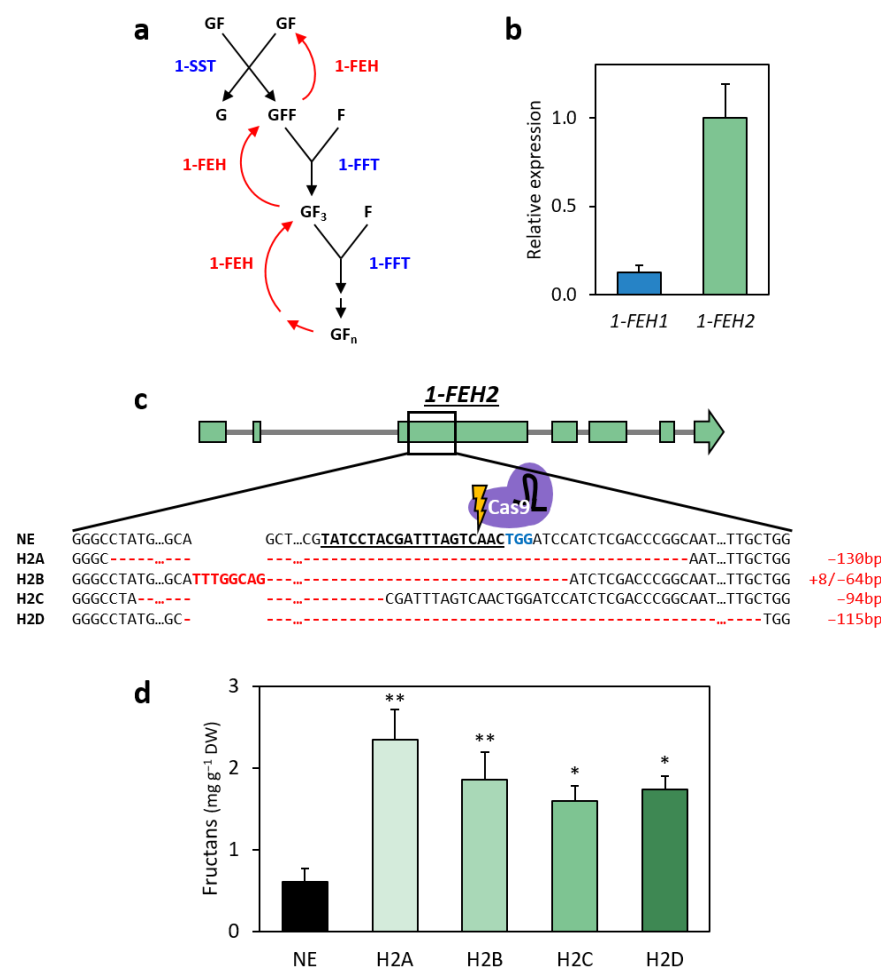 a
GF GF
1-SST 1-FEH
G GFF F
1-FEH 1-FFT
GF3 F
1-FEH 1-FFT
GFn
b
Relative expression
1.0
0.5
0.0
1-FEH1 1-FEH2
c
1-FEH2
Cas9
NE GGGCCTATG…GCA GCT…CGTATCCTACGATTTAGTCAACTGGATCCATCTCGACCCGGCAAT…TTGCTGG
H2A GGGC------…-- ---…-----------------------------------------AAT…TTGCTGG −130bp
H2B GGGCCTATG…GCATTTGGCAG---…----------------------------ATCTCGACCCGGCAAT…TTGCTGG +8/−64bp
H2C GGGCCTA--…--- ---…---------CGATTTAGTCAACTGGATCCATCTCGACCCGGCAAT…TTGCTGG −94bp
H2D GGGCCTATG…GC- ---…--------------------------------------------…----TGG −115bp
d
Fructans (mg g−1 DW)
3
2
1
0
** ** * *
NE H2A H2B H2C H2D